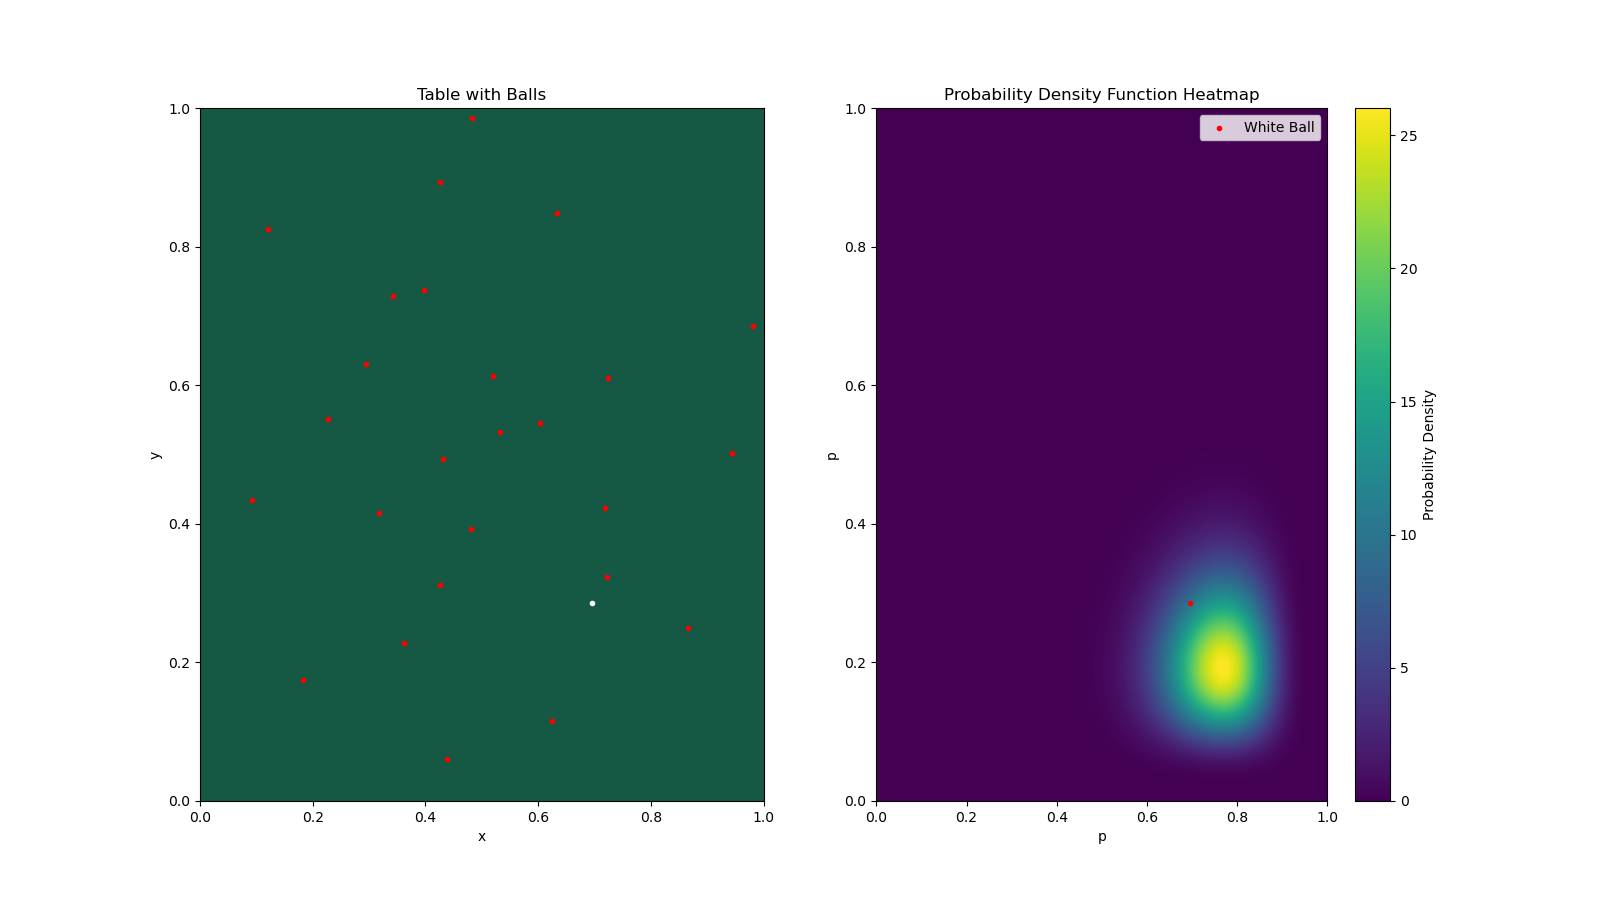 Table with Balls
1.0
0.8
0.6
0.4
0.2
0.0
y
0.0 0.2 0.4 0.6 0.8 1.0
x
Probability Density Function Heatmap
White Ball
1.0
0.8
0.6
0.4
0.2
0.0
p
0.0 0.2 0.4 0.6 0.8 1.0
p
25
20
15
10
5
0
Probability Density